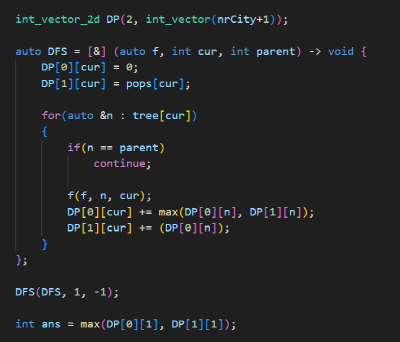 int_vector_2d DP(2, int_vector(nrCity+1));
auto DFS = [&] (auto f, int cur, int parent) -> void {
DP[0][cur] = 0;
DP[1][cur] = pops[cur];
for(auto &n : tree[cur])
{
if(n == parent)
continue;
f(f, n, cur);
DP[0][cur] += max(DP[0][n], DP[1][n]);
DP[1][cur] += (DP[0][n]);
}
};
DFS(DFS, 1, -1);
int ans = max(DP[0][1], DP[1][1]);